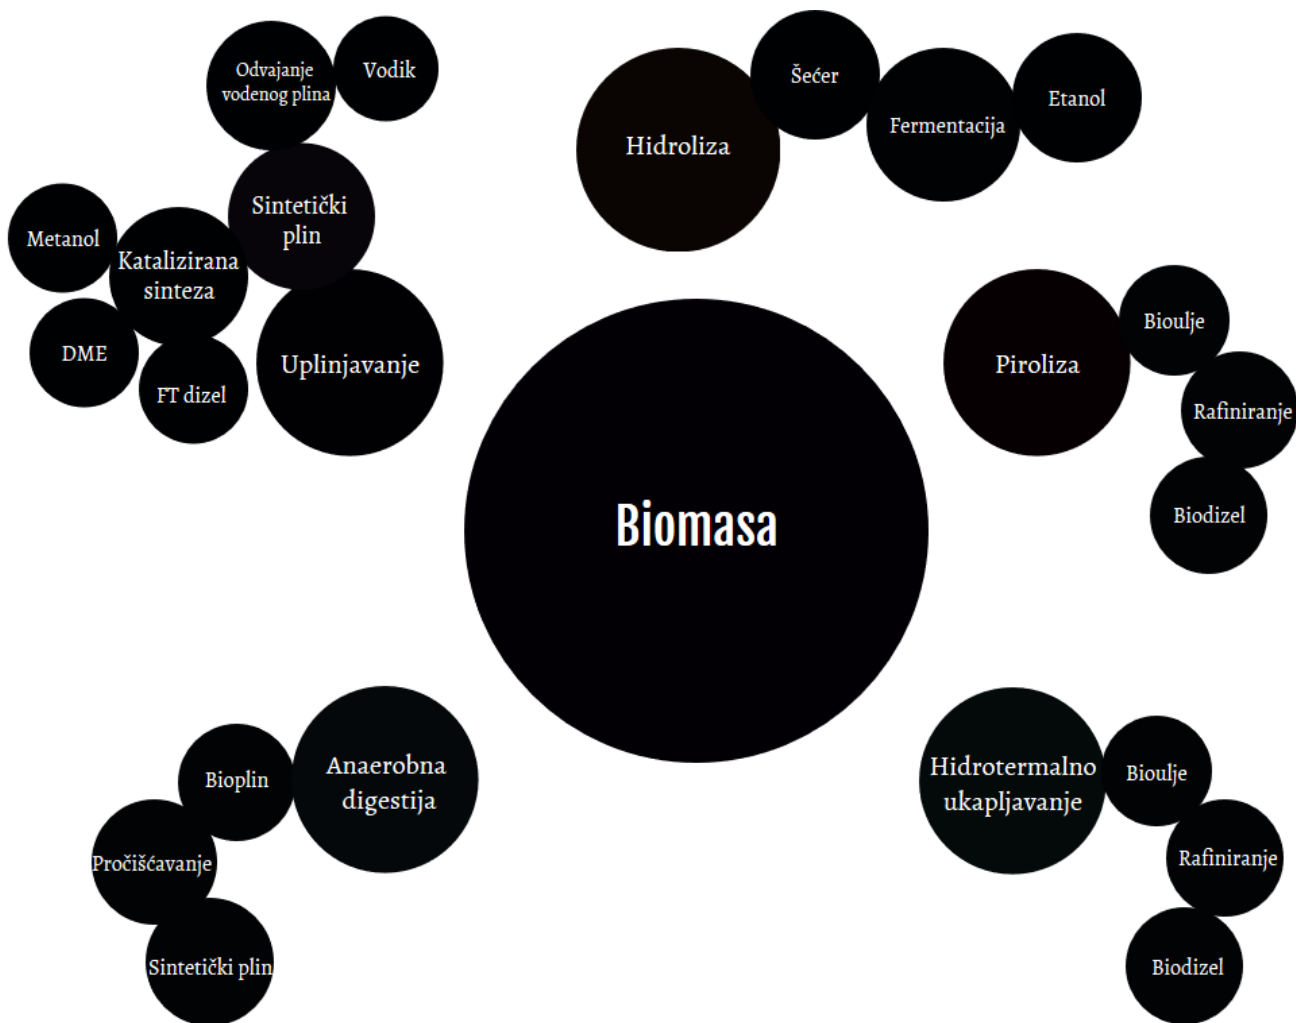 Odvajanje
vodenog plina
Vodik
Sintetički
plin
Metanol
Katalizirana
sinteza
DME
FT dizel
Uplinjavanje
Hidroliza
Šećer
Fermentacija
Etanol
Piroliza
Bioulje
Rafiniranje
Biodizel
Biomasa
Anaerobna
digestija
Bioplin
Pročišćavanje
Sintetički plin
Hidrotermalno
ukapljavanje
Bioulje
Rafiniranje
Biodizel